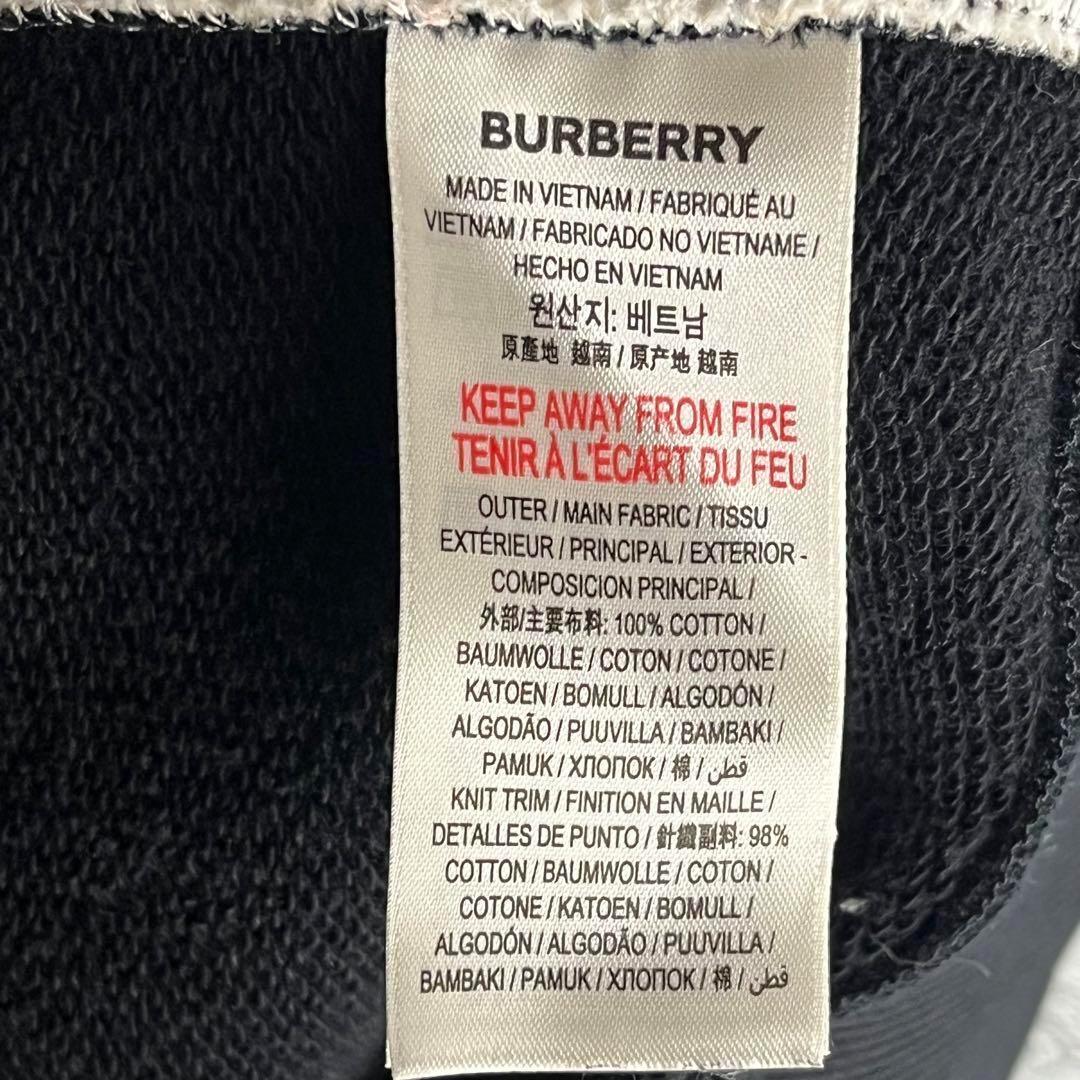 BURBERRY
MADE IN VIETNAM / FABRIQUÉ AU
VIETNAM / FABRICADO NO VIETNAME /
HECHO EN VIETNAM
원산지: 베트남
原產地 越南 / 原产地 越南
KEEP AWAY FROM FIRE
TENIR À L'ÉCART DU FEU
OUTER / MAIN FABRIC / TISSU
EXTÉRIEUR / PRINCIPAL / EXTERIOR -
COMPOSICION PRINCIPAL /
外部/主要布料: 100% COTTON /
BAUMWOLLE / COTON / COTONE /
KATOEN / BOMULL / ALGODÓN /
ALGODÃO / PUUVILLA / BAMBAKI /
PAMUK / ХЛОПОК / 棉 / قطن
KNIT TRIM / FINITION EN MAILLE /
DETALLES DE PUNTO / 針織副料: 98%
COTTON / BAUMWOLLE / COTON /
COTONE / KATOEN / BOMULL /
ALGODÓN / ALGODÃO / PUUVILLA /
BAMBAKI / PAMUK / ХЛОПОК / 棉 / قطن